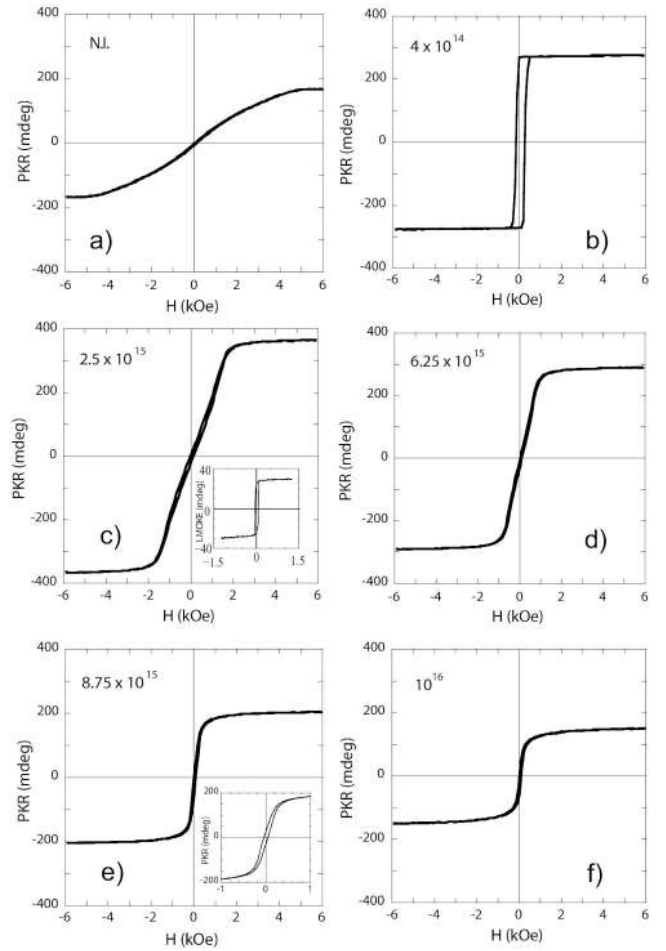 N.I.
400
200
0
-200
-400
PKR (mdeg)
a)
-6 -4 -2 0 2 4 6
H (kOe)
4 x 10^14
400
200
0
-200
-400
PKR (mdeg)
b)
-6 -4 -2 0 2 4 6
H (kOe)
2.5 x 10^15
400
200
0
-200
-400
PKR (mdeg)
c)
40
0
-40
LMOKE (mdeg)
-1.5 0 1.5
-6 -4 -2 0 2 4 6
H (kOe)
6.25 x 10^15
400
200
0
-200
-400
PKR (mdeg)
d)
-6 -4 -2 0 2 4 6
H (kOe)
8.75 x 10^15
400
200
0
-200
-400
PKR (mdeg)
e)
200
0
-200
PKR (mdeg)
-1 0 1
-6 -4 -2 0 2 4 6
H (kOe)
10^16
400
200
0
-200
-400
PKR (mdeg)
f)
-6 -4 -2 0 2 4 6
H (kOe)